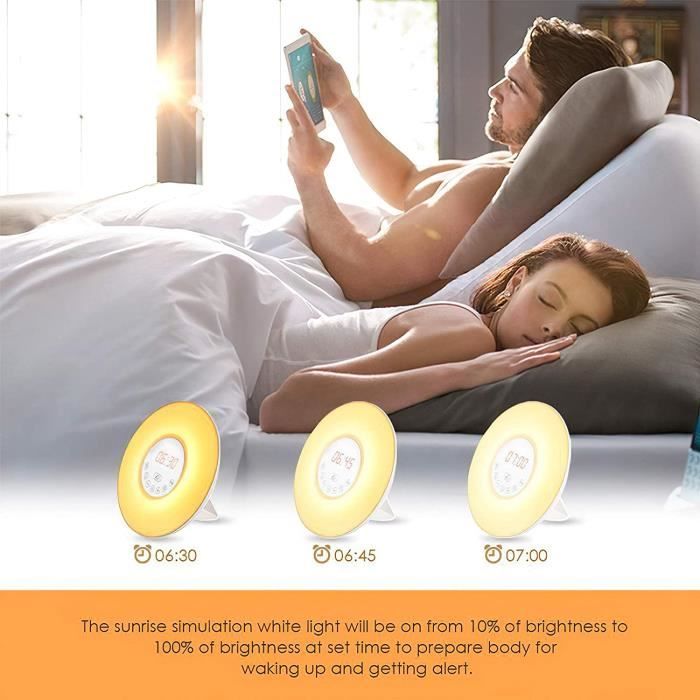 06:30
06:45
07:00
06:30
06:45
07:00
The sunrise simulation white light will be on from 10% of brightness to
100% of brightness at set time to prepare body for
waking up and getting alert.